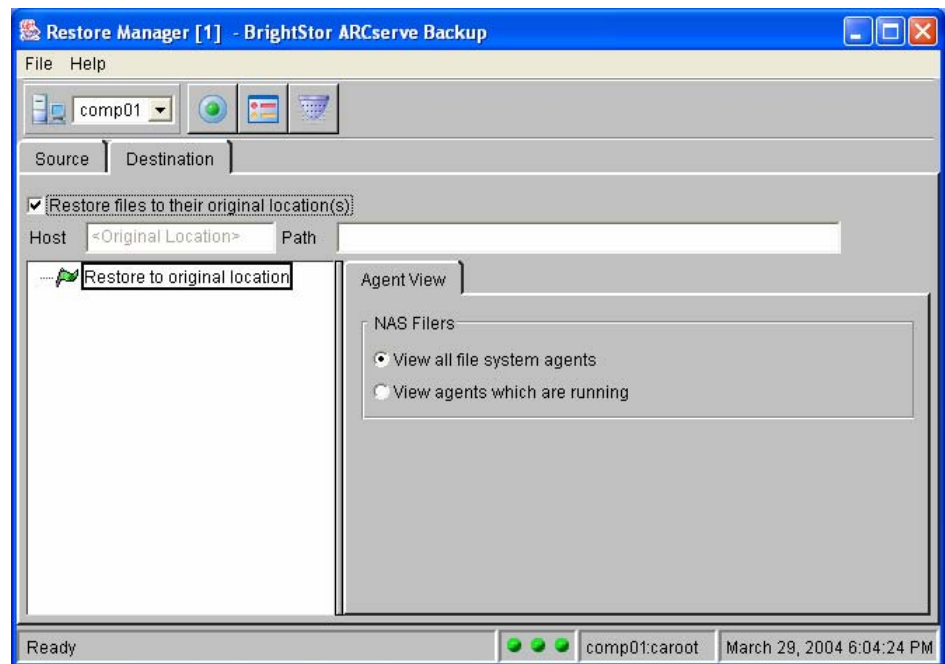 Restore Manager [1] - BrightStor ARCserve Backup
File Help
comp01
Source Destination
Restore files to their original location(s)
Host <Original Location> Path
Restore to original location
Agent View
NAS Filers
View all file system agents
View agents which are running
Ready comp01:caroot March 29, 2004 6:04:24 PM